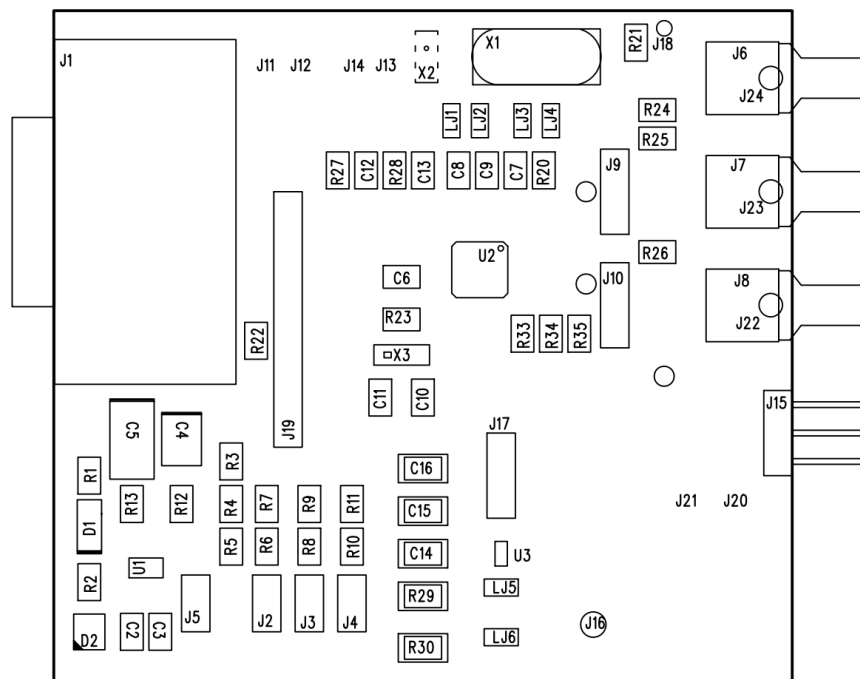 J1
J11
J12
J14
J13
X2
X1
R21
J18
J6
J24
LJ1
LJ2
LJ3
LJ4
R24
R25
R27
C12
R28
C13
C8
C9
C7
R20
J9
J7
J23
U2
R26
C6
J10
J8
J22
R22
R23
R33
R34
R35
X3
C11
C10
J15
C5
C4
J19
J17
R1
R3
C16
R13
R12
R4
R7
R9
R11
C15
J21
J20
D1
R5
R6
R8
R10
C14
U3
R2
U1
J5
J2
J3
J4
R29
LJ5
D2
C2
C3
R30
LJ6
J16